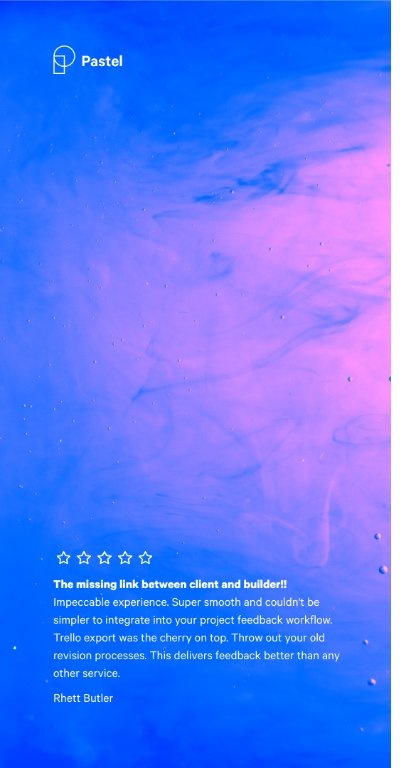 Pastel
The missing link between client and builder!!
Impeccable experience. Super smooth and couldn't be
simpler to integrate into your project feedback workflow.
Trello export was the cherry on top. Throw out your old
revision processes. This delivers feedback better than any
other service.
Rhett Butler